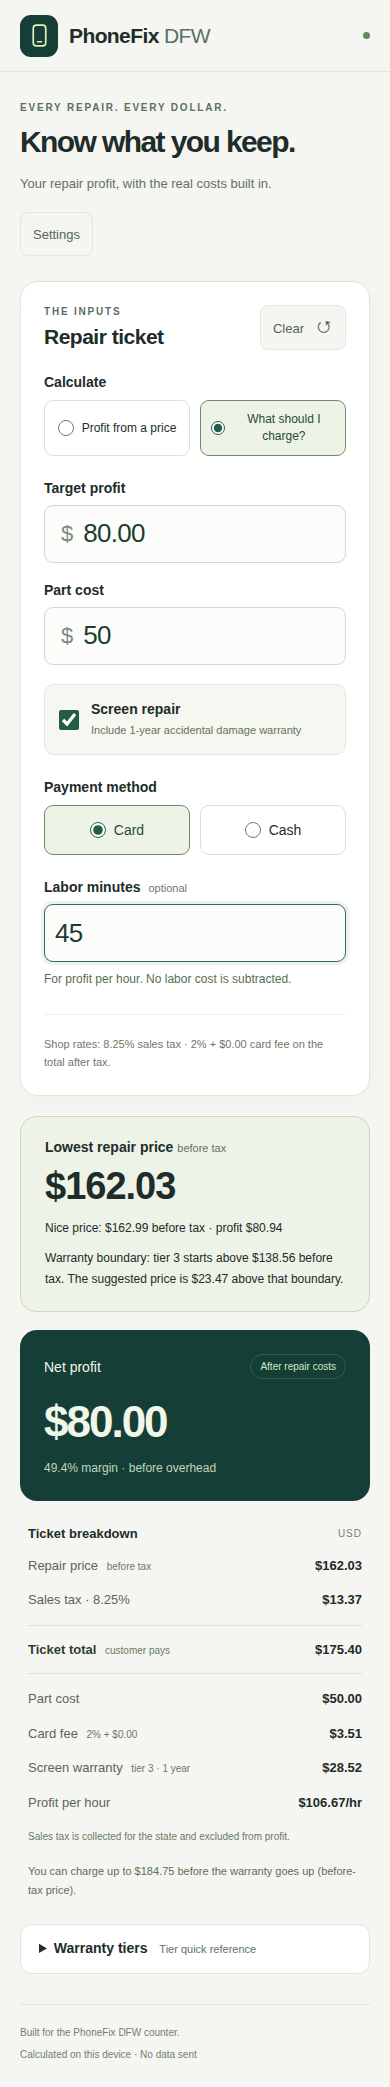 PhoneFix DFW
EVERY REPAIR. EVERY DOLLAR.
Know what you keep.
Your repair profit, with the real costs built in.
Settings
THE INPUTS
Repair ticket
Clear
Calculate
Profit from a price
What should I
charge?
Target profit
$ 80.00
Part cost
$ 50
Screen repair
Include 1-year accidental damage warranty
Payment method
Card
Cash
Labor minutes optional
45
For profit per hour. No labor cost is subtracted.
Shop rates: 8.25% sales tax · 2% + $0.00 card fee on the
total after tax.
Lowest repair price before tax
$162.03
Nice price: $162.99 before tax · profit $80.94
Warranty boundary: tier 3 starts above $138.56 before
tax. The suggested price is $23.47 above that boundary.
Net profit
After repair costs
$80.00
49.4% margin · before overhead
Ticket breakdown USD
Repair price before tax $162.03
Sales tax · 8.25% $13.37
Ticket total customer pays $175.40
Part cost $50.00
Card fee 2% + $0.00 $3.51
Screen warranty tier 3 · 1 year $28.52
Profit per hour $106.67/hr
Sales tax is collected for the state and excluded from profit.
You can charge up to $184.75 before the warranty goes up (before-
tax price).
Warranty tiers Tier quick reference
Built for the PhoneFix DFW counter.
Calculated on this device · No data sent